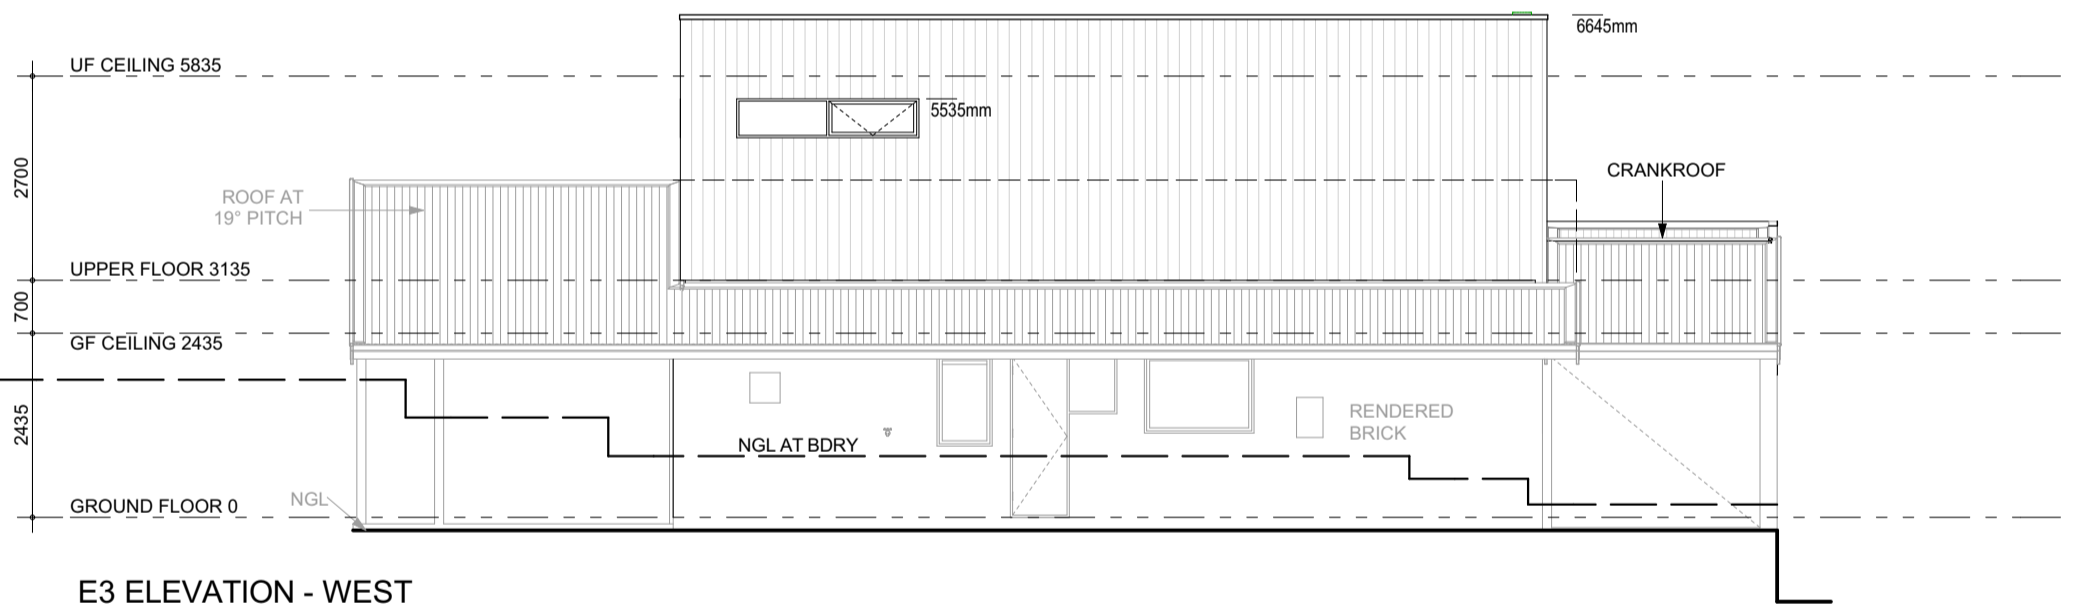 6645mm
UF CEILING 5835
5535mm
2700
CRANKROOF
ROOF AT
19° PITCH
UPPER FLOOR 3135
700
GF CEILING 2435
2435
RENDERED
BRICK
NGL AT BDRY
NGL
GROUND FLOOR 0
E3 ELEVATION - WEST